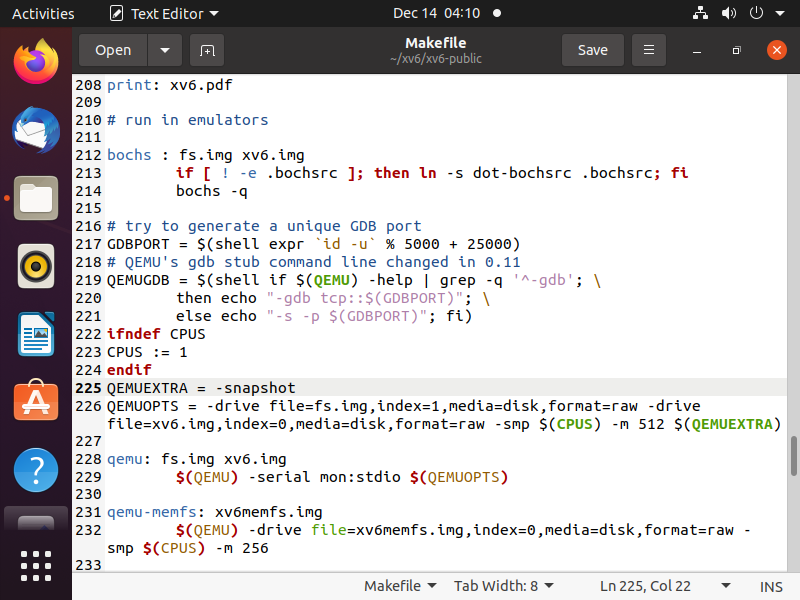 Activities Text Editor Dec 14 04:10
Open Makefile Save
~/xv6/xv6-public
208 print: xv6.pdf
209
210 # run in emulators
211
212 bochs : fs.img xv6.img
213 if [ ! -e .bochsrc ]; then ln -s dot-bochsrc .bochsrc; fi
214 bochs -q
215
216 # try to generate a unique GDB port
217 GDBPORT = $(shell expr `id -u` % 5000 + 25000)
218 # QEMU's gdb stub command line changed in 0.11
219 QEMUGDB = $(shell if $(QEMU) -help | grep -q '^-gdb'; \
220 then echo "-gdb tcp::$(GDBPORT)"; \
221 else echo "-s -p $(GDBPORT)"; fi)
222 ifndef CPUS
223 CPUS := 1
224 endif
225 QEMUEXTRA = -snapshot
226 QEMUOPTS = -drive file=fs.img,index=1,media=disk,format=raw -drive
file=xv6.img,index=0,media=disk,format=raw -smp $(CPUS) -m 512 $(QEMUEXTRA)
227
228 qemu: fs.img xv6.img
229 $(QEMU) -serial mon:stdio $(QEMUOPTS)
230
231 qemu-memfs: xv6memfs.img
232 $(QEMU) -drive file=xv6memfs.img,index=0,media=disk,format=raw -
smp $(CPUS) -m 256
233
Makefile Tab Width: 8 Ln 225, Col 22 INS